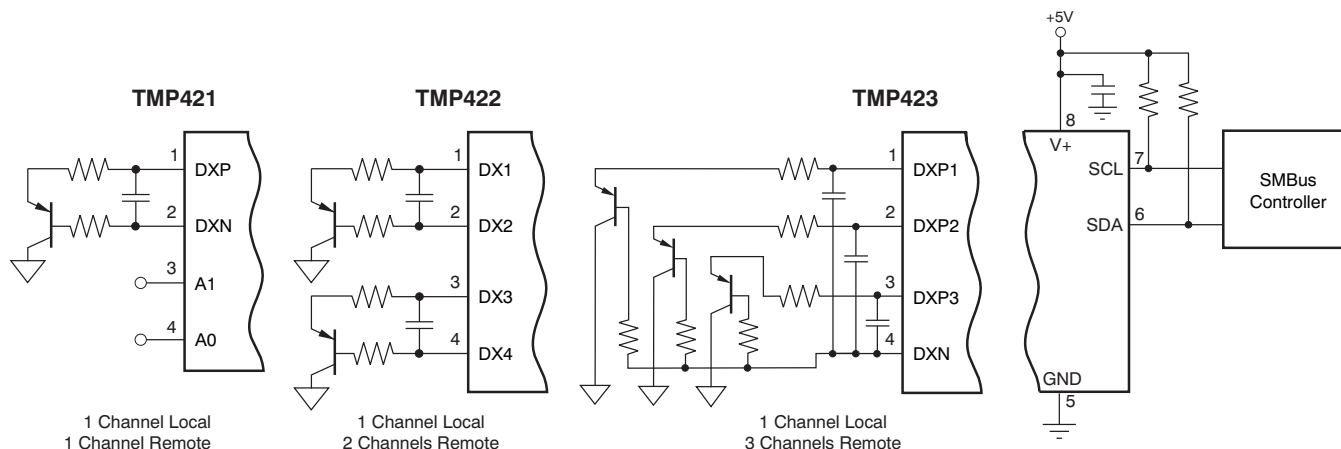 TMP421
1
DXP
2
DXN
3
A1
4
A0
1 Channel Local
1 Channel Remote
TMP422
1
DX1
2
DX2
3
DX3
4
DX4
1 Channel Local
2 Channels Remote
TMP423
1
DXP1
2
DXP2
3
DXP3
4
DXN
1 Channel Local
3 Channels Remote
+5V
8
V+
SCL
7
SDA
6
GND
5
SMBus
Controller